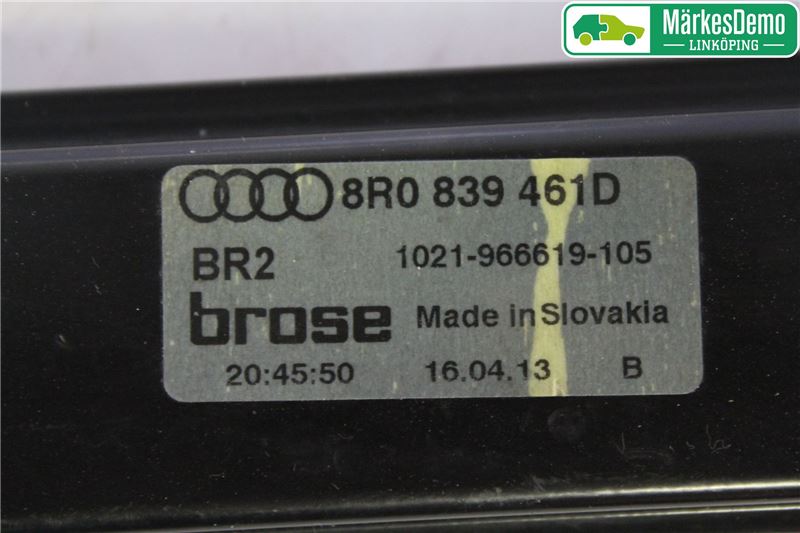 MärkesDemo
LINKÖPING
8R0 839 461D
BR2 1021-966619-105
brose Made in Slovakia
20:45:50 16.04.13 B